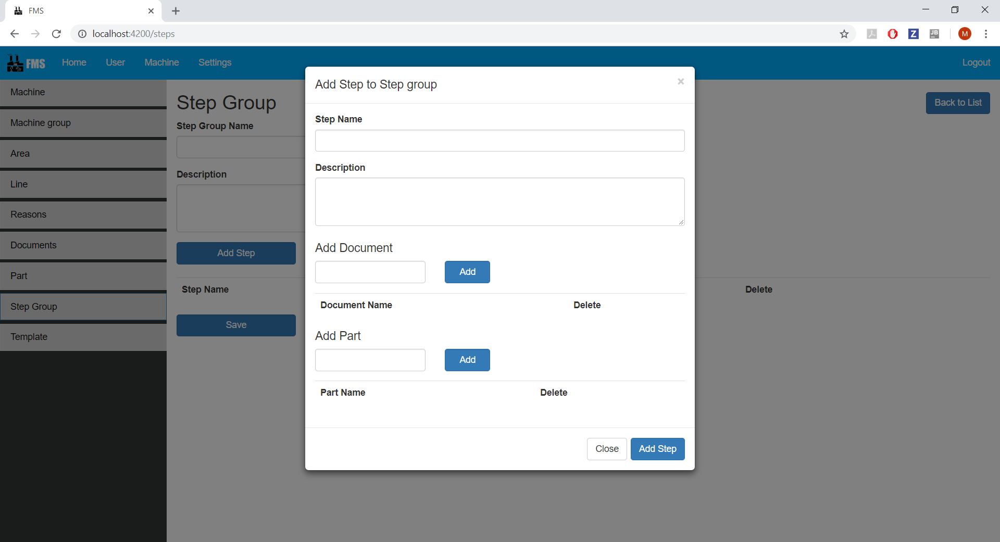 FMS
localhost:4200/steps
JB
Z
M
FMS
Home
User
Machine
Settings
Logout
Machine
Machine group
Area
Line
Reasons
Documents
Part
Step Group
Template
Step Group
Back to List
Step Group Name
Description
Add Step
Step Name
Delete
Save
Add Step to Step group
×
Step Name
Description
Add Document
Add
Document Name Delete
Add Part
Add
Part Name Delete
Close
Add Step